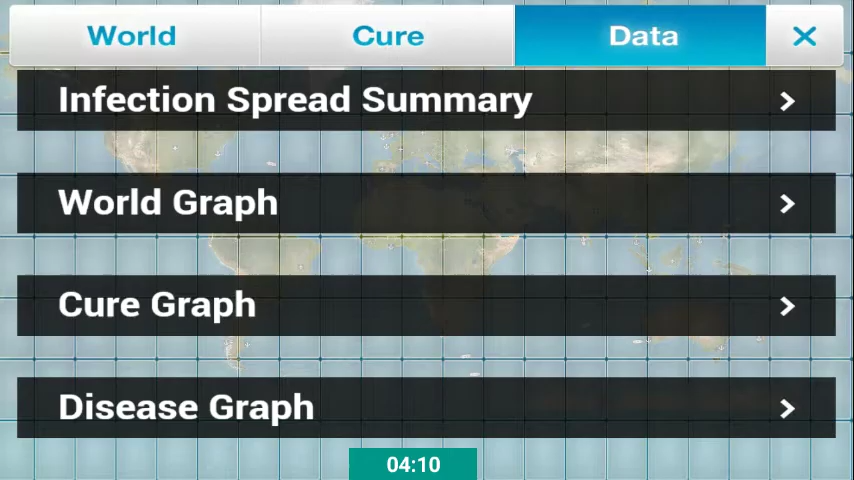 World
Cure
Data
Infection Spread Summary
World Graph
Cure Graph
Disease Graph
04:10